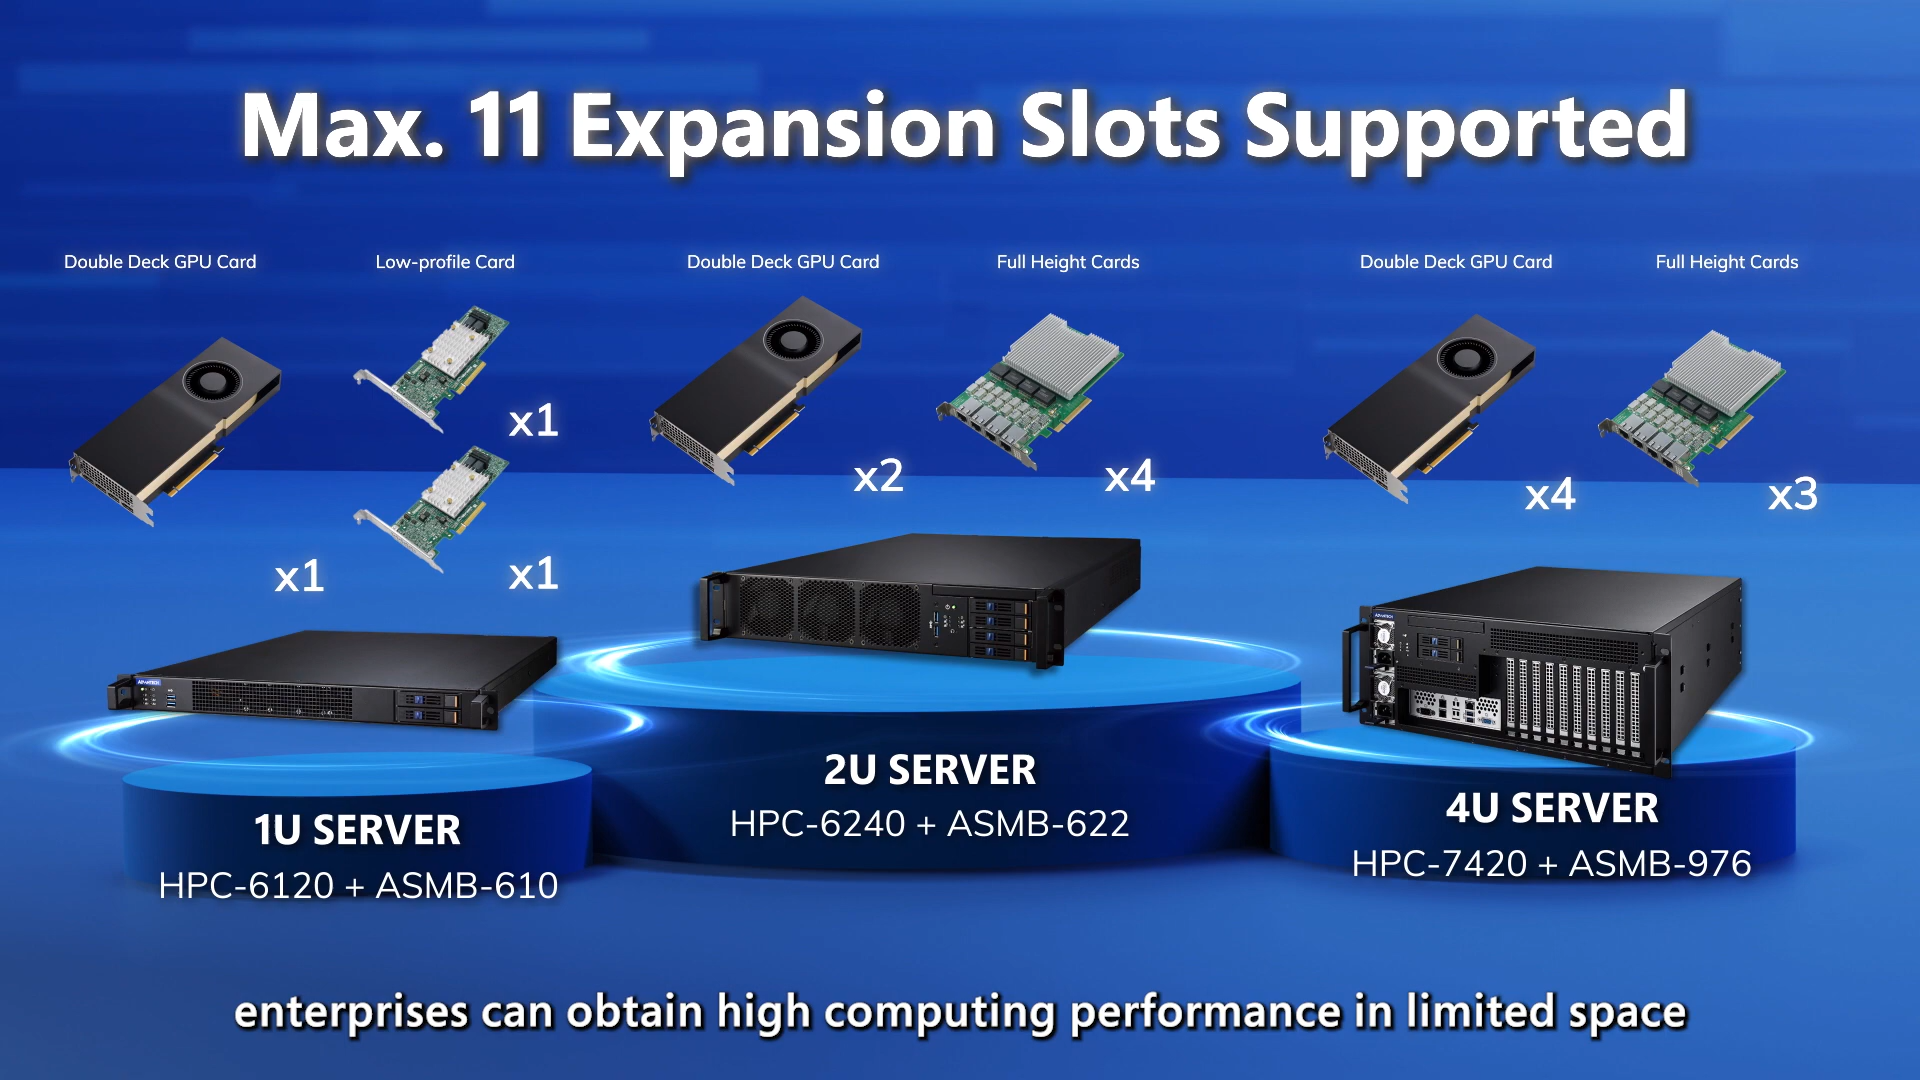 Max. 11 Expansion Slots Supported
Double Deck GPU Card
Low-profile Card
Double Deck GPU Card
Full Height Cards
Double Deck GPU Card
Full Height Cards
x1
x1
x1
x2
x4
x4
x3
ADVANTECH
ADVANTECH
1U SERVER
HPC-6120 + ASMB-610
2U SERVER
HPC-6240 + ASMB-622
4U SERVER
HPC-7420 + ASMB-976
enterprises can obtain high computing performance in limited space